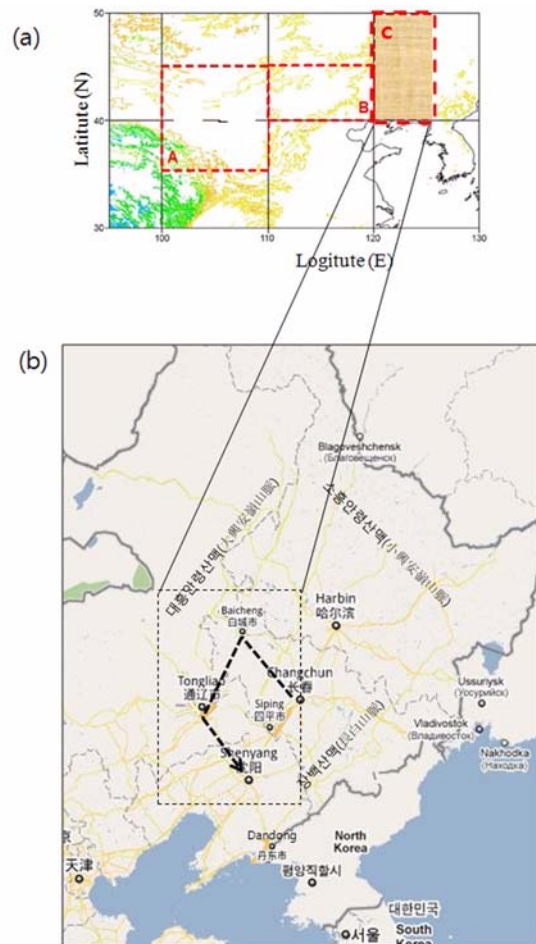 (a)
50
C
Latitute (N)
40
B
A
30
100
110
120
130
Logitute (E)
(b)
Blagoveshchensk
(Благовещенск)
대흥안령산맥(大興安嶺山脈)
소흥안령산맥(小興安嶺山脈)
Harbin
哈尔滨
Baicheng
白城市
Changchun
长春
Tongliao
通辽市
Siping
四平市
Ussuriysk
(Уссурийск)
Shenyang
沈阳
장백산맥(長白山脈)
Vladivostok
(Владивосток)
Nakhodka
(Находка)
Dandong
丹东市
North
Korea
京
天津
평양직할시
대한민국
서울
South
Korea